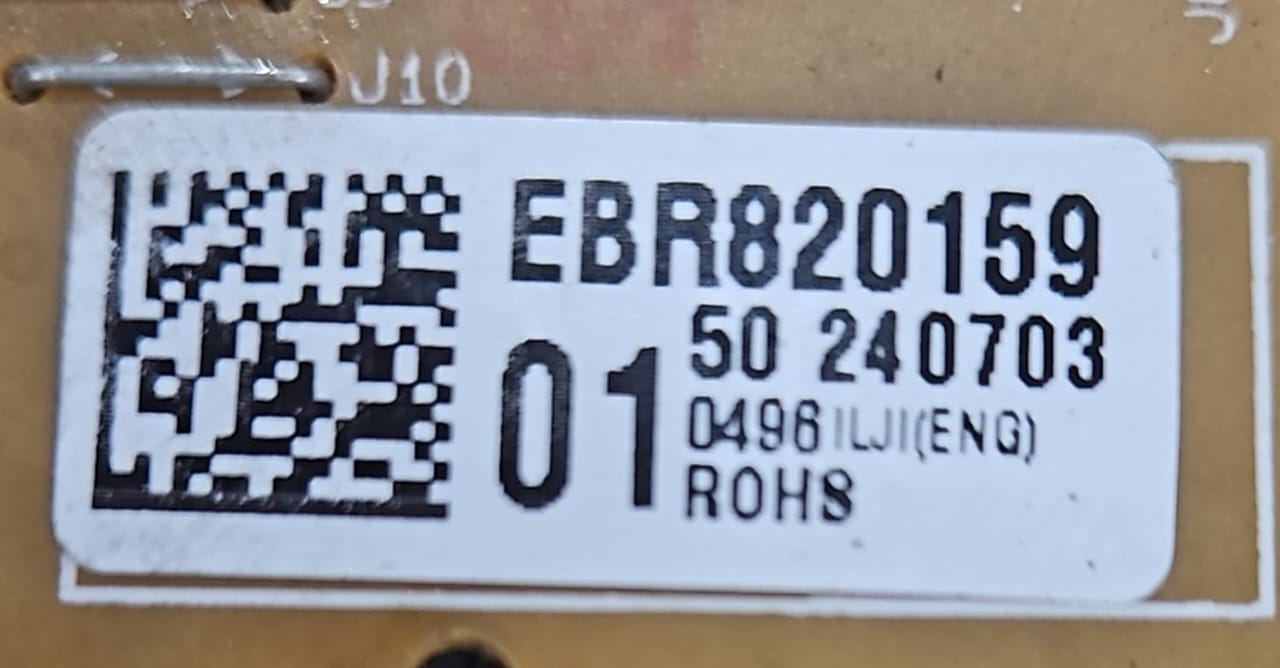 J10
EBR820159
01
50 240703
0496 ILJI(ENG)
ROHS